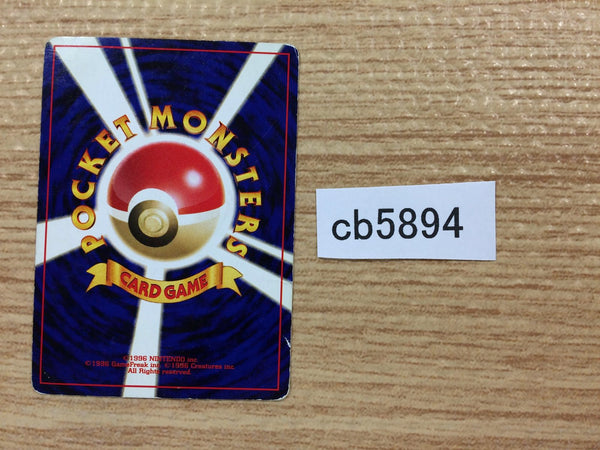 POCKET MONSTERS
CARD GAME
©1996 NINTENDO inc.
©1996 GameFreak inc. ©1996 Creatures inc.
All Rights reserved
cb5894